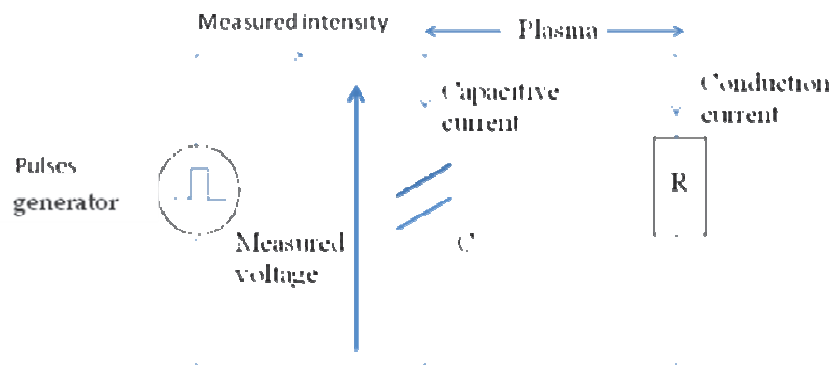 Measured intensity
Plasma
Capacitive
current
Conduction
current
Pulses
generator
R
Measured
voltage
C